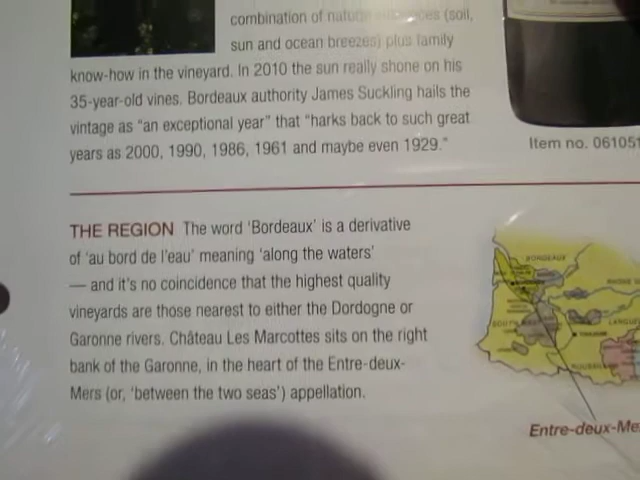 combination of natural influences (soil,
sun and ocean breezes) plus family
know-how in the vineyard. In 2010 the sun really shone on his
35-year-old vines. Bordeaux authority James Suckling hails the
vintage as “an exceptional year” that “harks back to such great
years as 2000, 1990, 1986, 1961 and maybe even 1929.”
Item no. 061051
THE REGION The word ‘Bordeaux’ is a derivative
of ‘au bord de l’eau’ meaning ‘along the waters’
— and it’s no coincidence that the highest quality
vineyards are those nearest to either the Dordogne or
Garonne rivers. Château Les Marcottes sits on the right
bank of the Garonne, in the heart of the Entre-deux-
Mers (or, ‘between the two seas’) appellation.
BORDEAUX
Entre-deux-Me